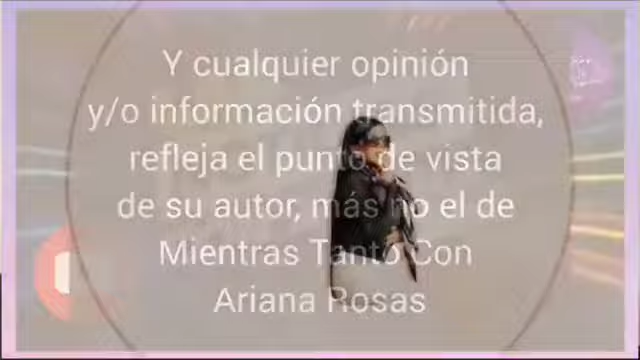 Y cualquier opinión
y/o información transmitida,
refleja el punto de vista
de su autor, más no el de
Mientras Tanto Con
Ariana Rosas